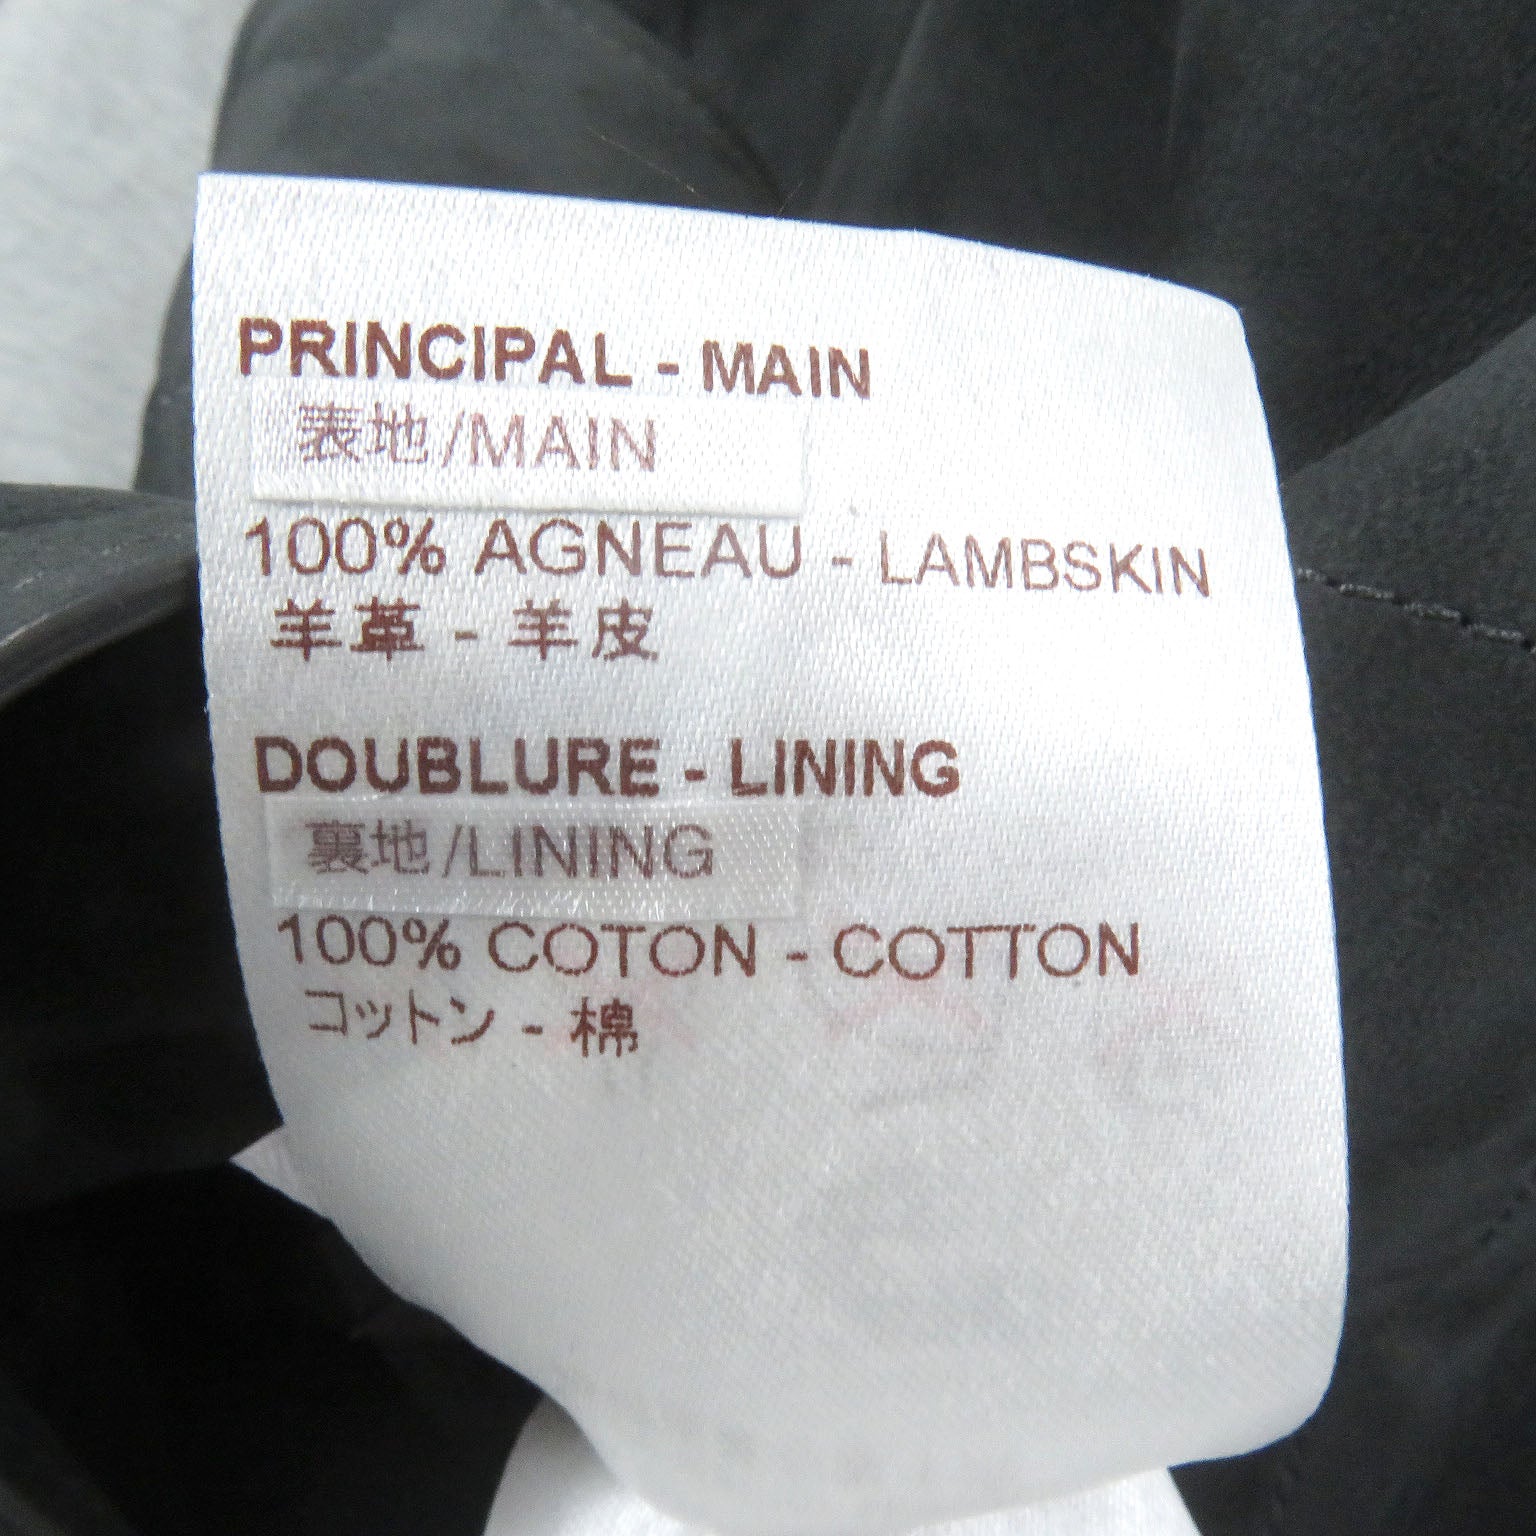 PRINCIPAL - MAIN
表地/MAIN
100% AGNEAU - LAMBSKIN
羊革 - 羊皮
DOUBLURE - LINING
裏地/LINING
100% COTON - COTTON
コットン - 棉